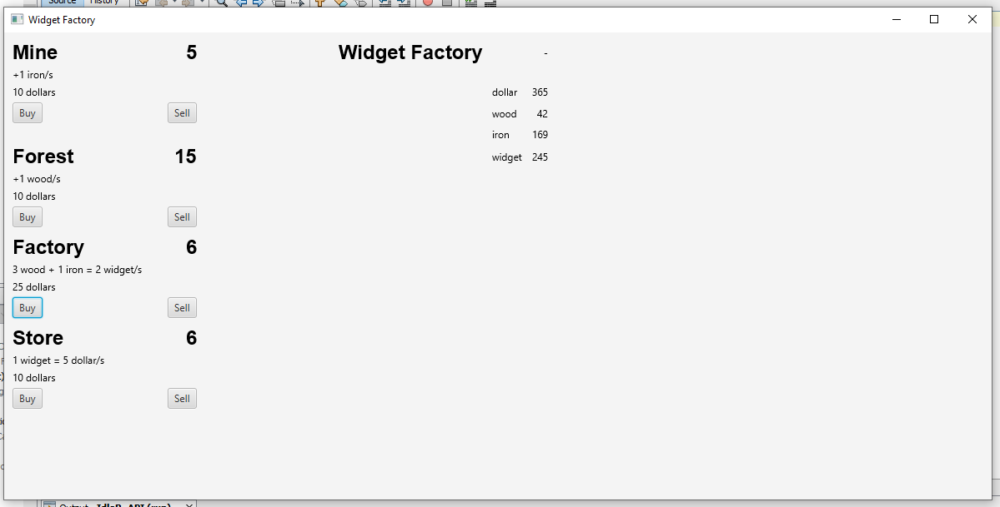 Source History
Widget Factory
Mine 5
+1 iron/s
10 dollars
Buy Sell
Forest 15
+1 wood/s
10 dollars
Buy Sell
Factory 6
3 wood + 1 iron = 2 widget/s
25 dollars
Buy Sell
Store 6
1 widget = 5 dollar/s
10 dollars
Buy Sell
Widget Factory -
dollar 365
wood 42
iron 169
widget 245